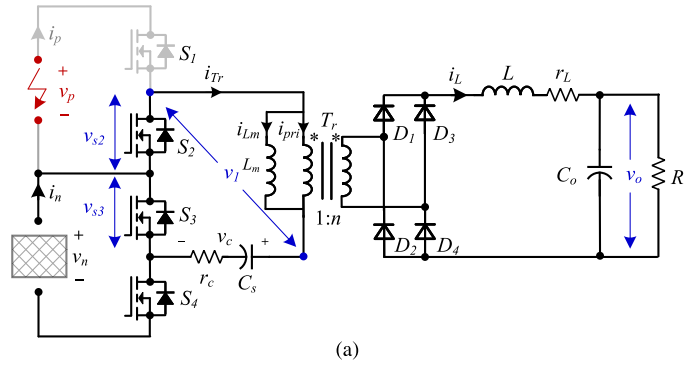 i_p
S_1
+
v_p
−
i_Tr
i_L
L
r_L
v_s2
S_2
v_1
i_Lm
i_pri
T_r
* *
L_m
D_1
D_3
C_o
v_o
R
i_n
v_s3
S_3
1:n
+
v_n
−
− v_c +
r_c
C_s
D_2
D_4
S_4
(a)